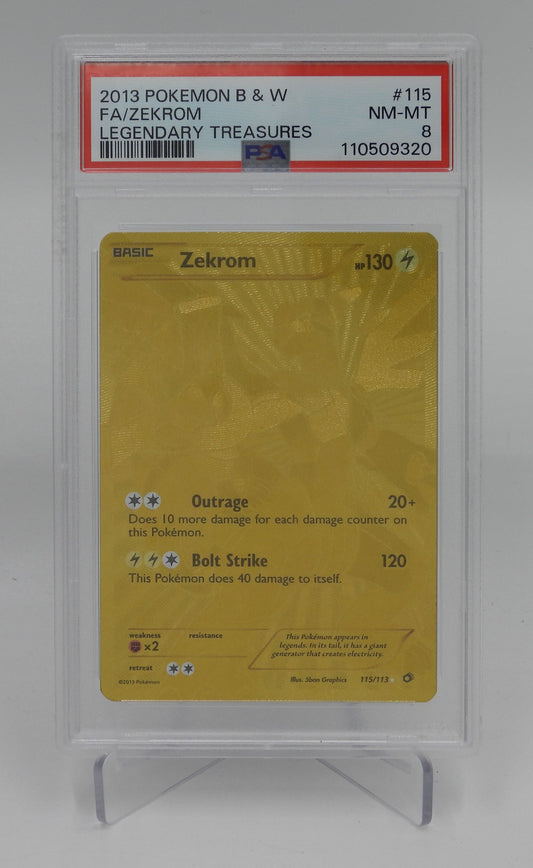 2013 POKEMON B & W #115
FA/ZEKROM NM-MT
LEGENDARY TREASURES 8
PSA 110509320
BASIC Zekrom HP130
Outrage 20+
Does 10 more damage for each damage counter on
this Pokémon.
Bolt Strike 120
This Pokémon does 40 damage to itself.
weakness resistance
×2
This Pokémon appears in
legends. In its tail, it has a giant
generator that creates electricity.
retreat
©2013 Pokémon Illus. 5ban Graphics 115/113